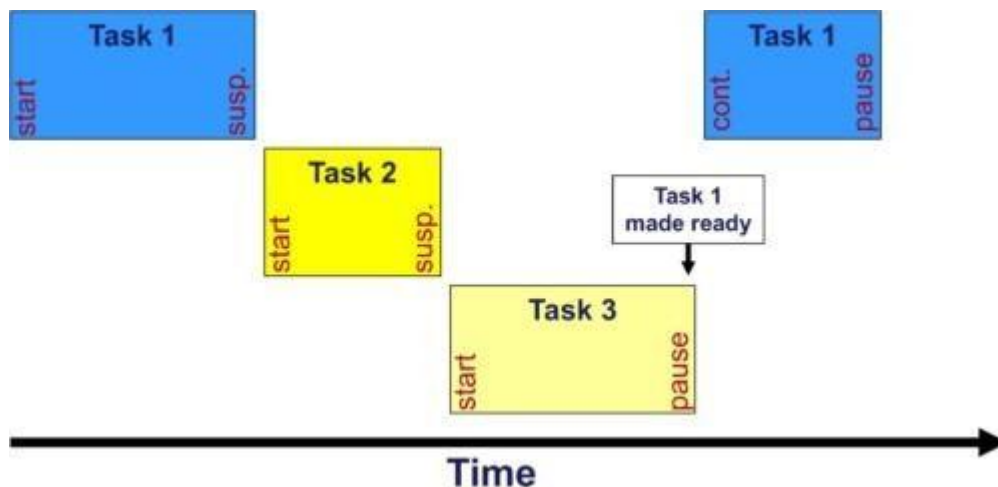 Task 1
start
susp.
Task 1
cont.
pause
Task 2
start
susp.
Task 1
made ready
Task 3
start
pause
Time